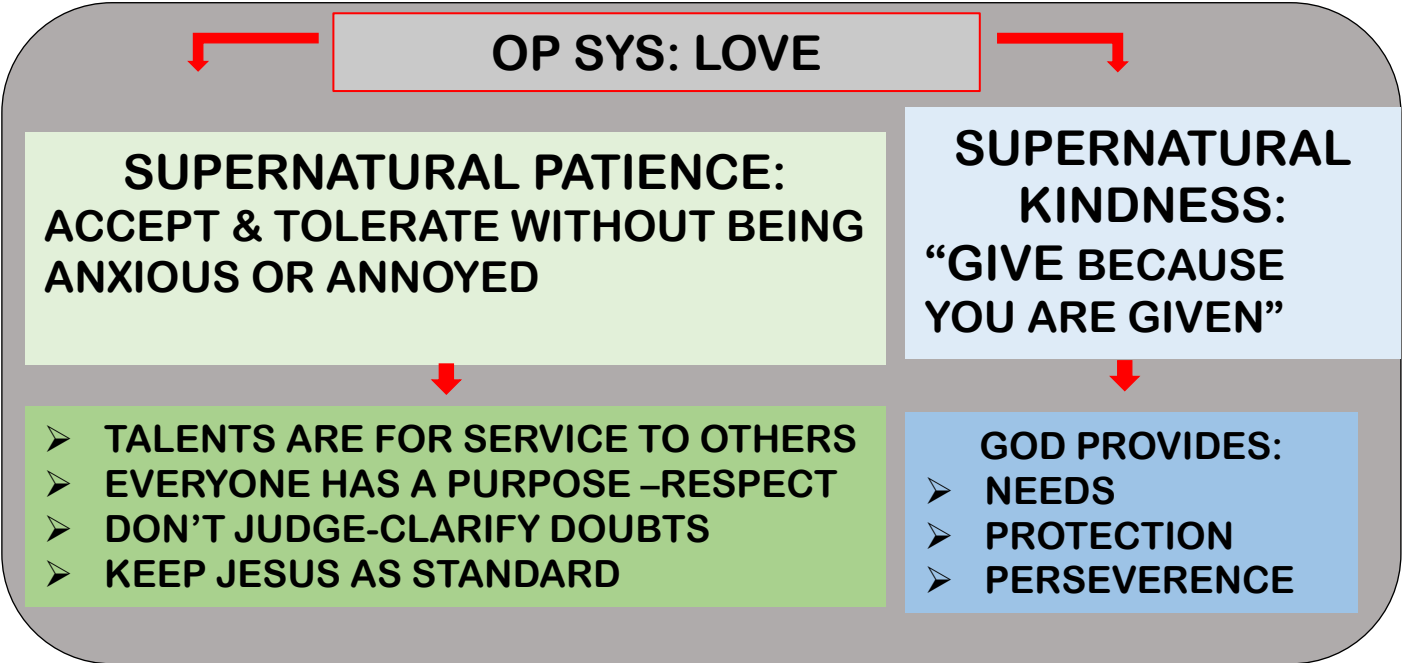 OP SYS: LOVE
SUPERNATURAL PATIENCE:
ACCEPT & TOLERATE WITHOUT BEING
ANXIOUS OR ANNOYED
SUPERNATURAL
KINDNESS:
“GIVE BECAUSE
YOU ARE GIVEN”
➢ TALENTS ARE FOR SERVICE TO OTHERS
➢ EVERYONE HAS A PURPOSE –RESPECT
➢ DON’T JUDGE-CLARIFY DOUBTS
➢ KEEP JESUS AS STANDARD
GOD PROVIDES:
➢ NEEDS
➢ PROTECTION
➢ PERSEVERENCE